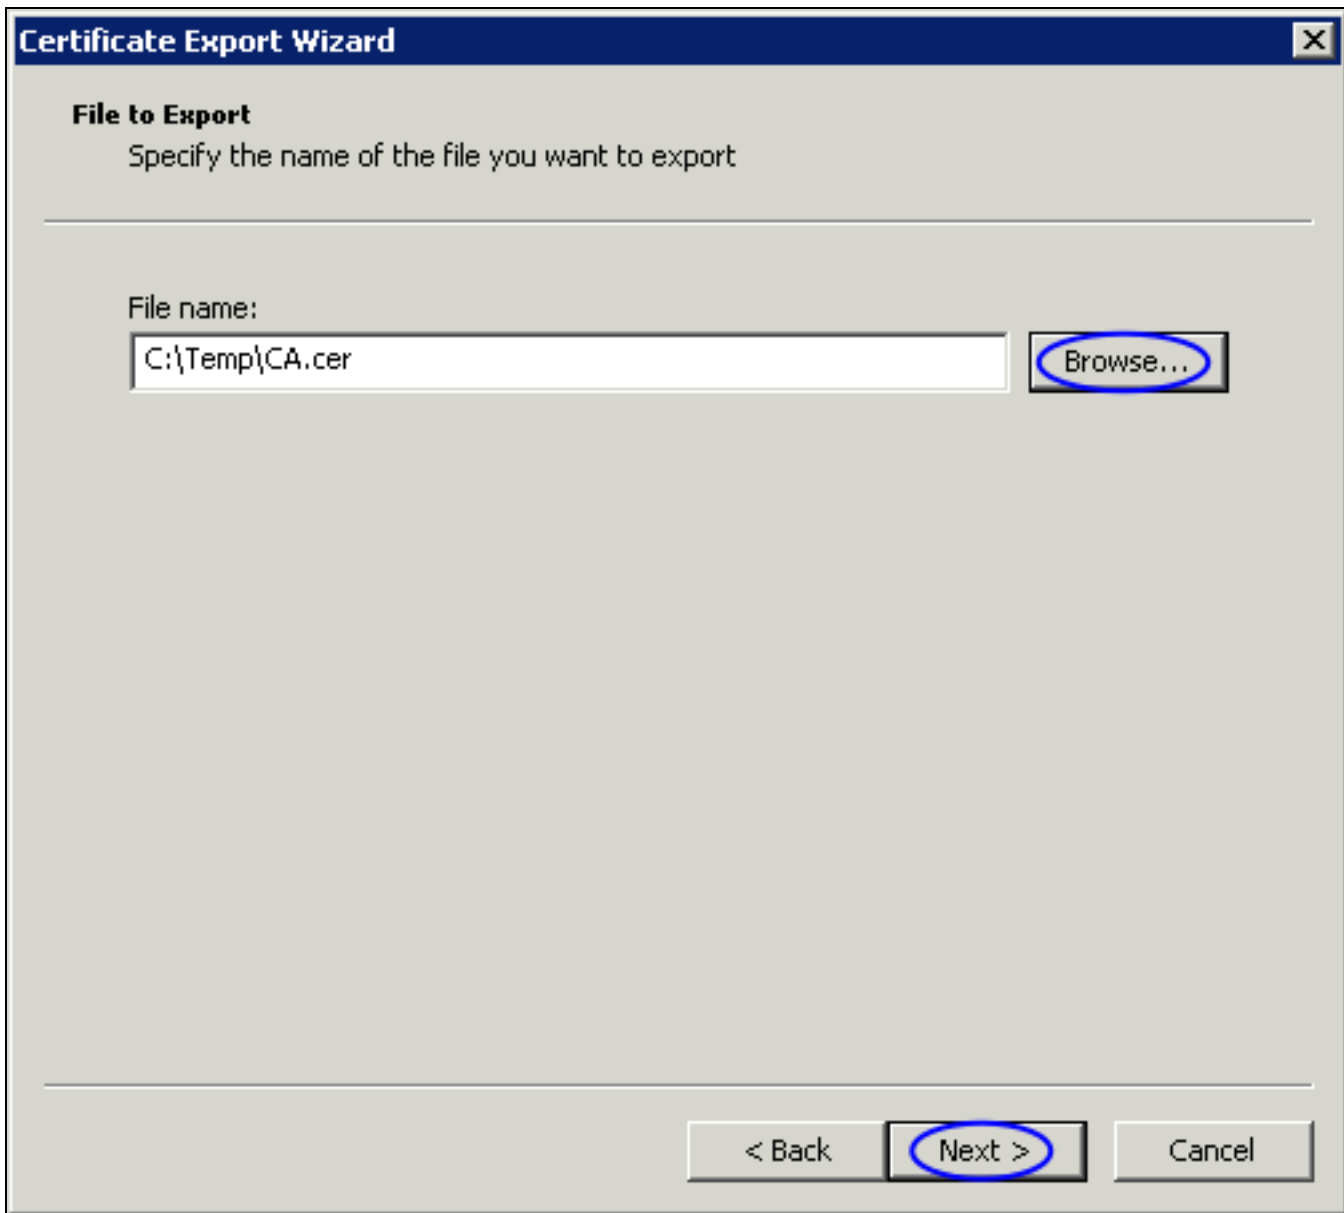 Certificate Export Wizard
File to Export
Specify the name of the file you want to export
File name:
C:\Temp\CA.cer
Browse...
< Back
Next >
Cancel